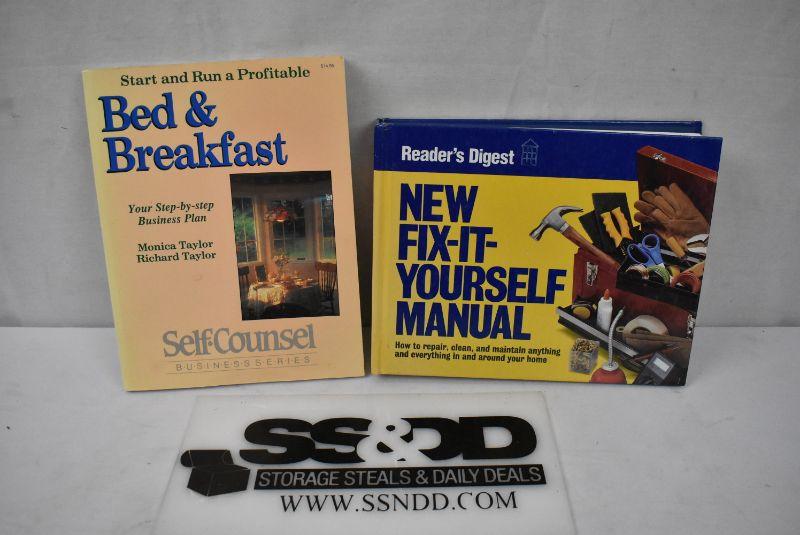 Start and Run a Profitable
Bed &
Breakfast
Your Step-by-step
Business Plan
Monica Taylor
Richard Taylor
Self-Counsel
BUSINESS SERIES
Reader's Digest
NEW
FIX-IT-
YOURSELF
MANUAL
How to repair, clean, and maintain anything
and everything in and around your home
SS&DD
STORAGE STEALS & DAILY DEALS
WWW.SSNDD.COM